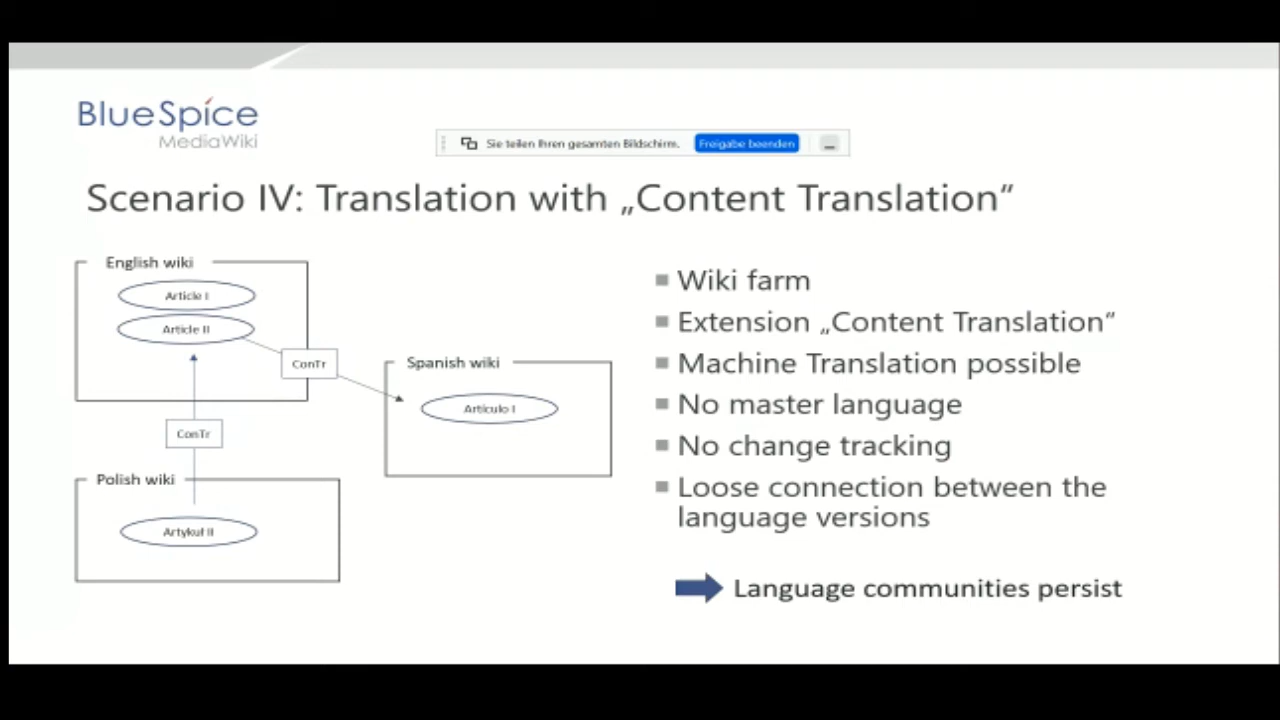 BlueSpice
MediaWiki
Sie teilen Ihren gesamten Bildschirm. Freigabe beenden
Scenario IV: Translation with „Content Translation“
English wiki
Article I
Article II
ConTr
Spanish wiki
Artículo I
ConTr
Polish wiki
Artykuł II
Wiki farm
Extension „Content Translation“
Machine Translation possible
No master language
No change tracking
Loose connection between the
language versions
Language communities persist